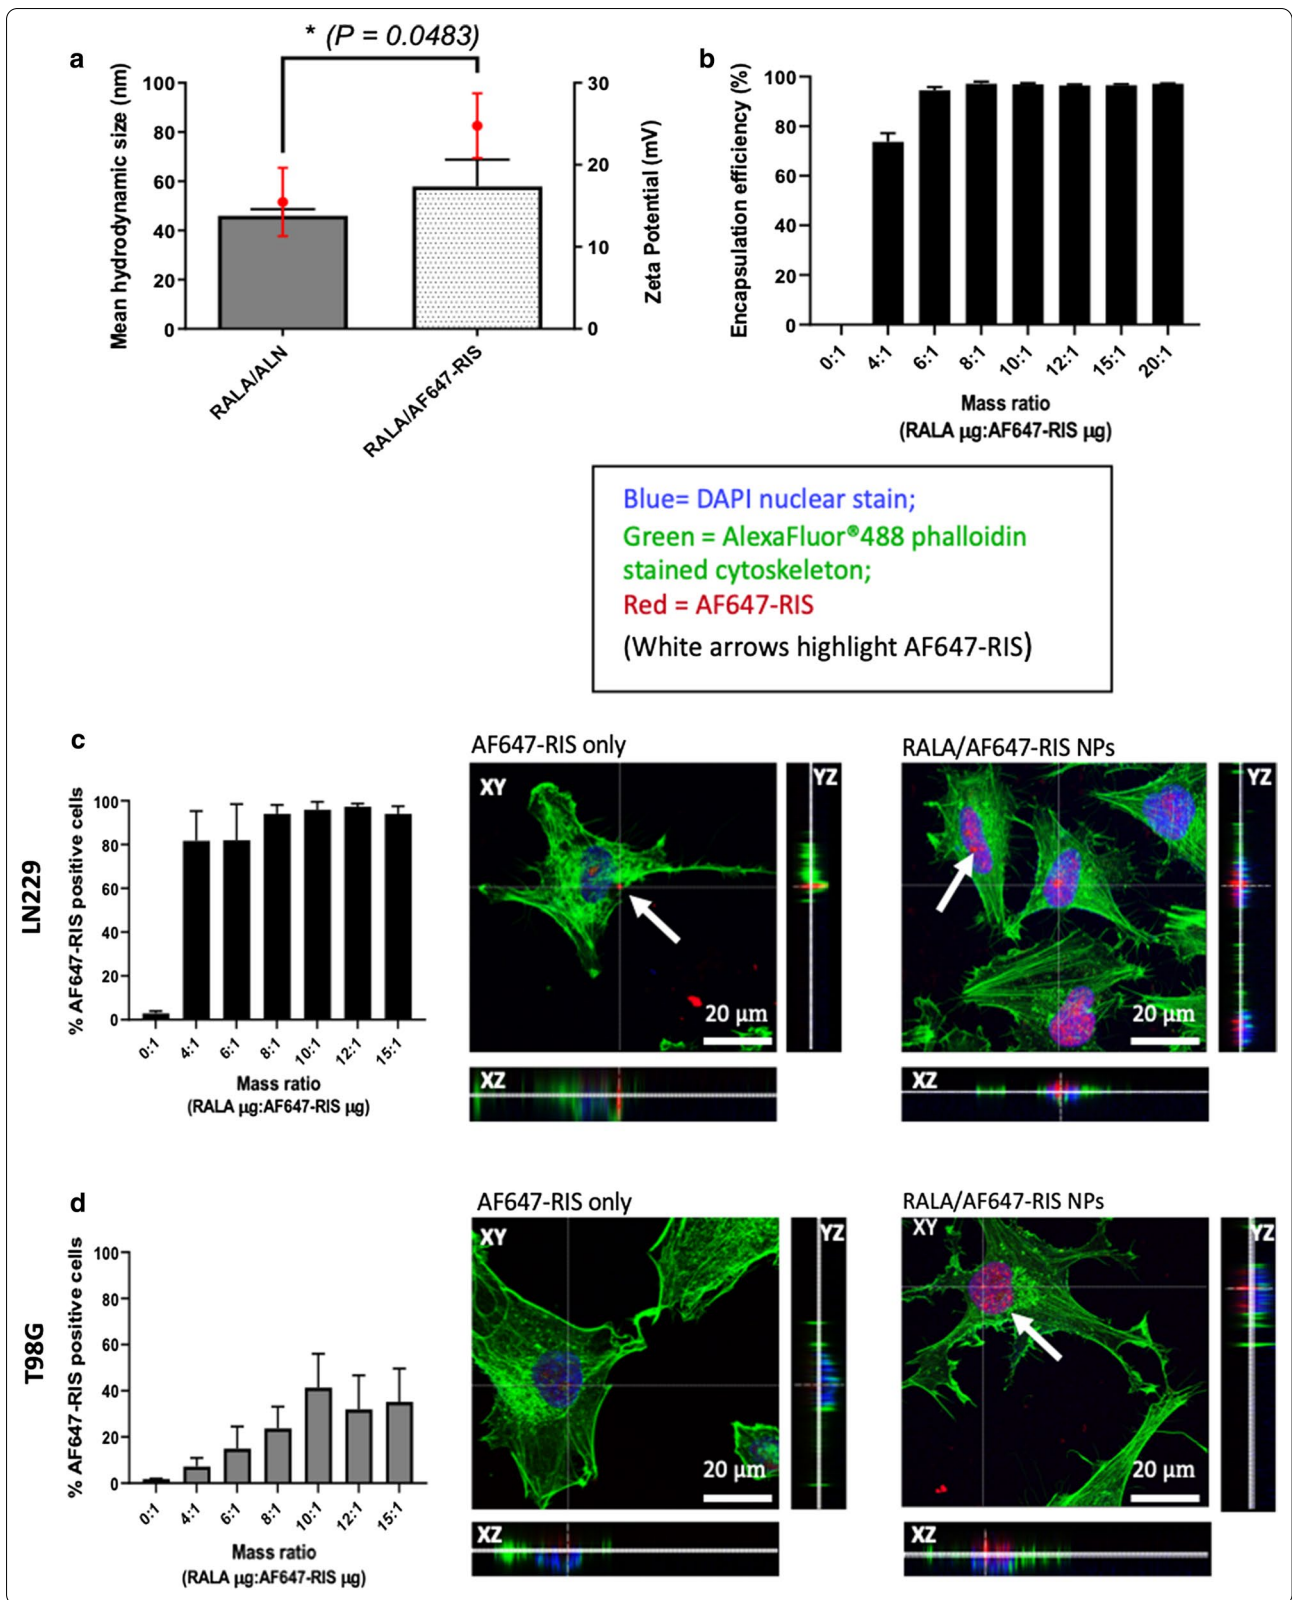 a
* (P = 0.0483)
Mean hydrodynamic size (nm)
100
80
60
40
20
0
30
20
10
0
Zeta Potential (mV)
RALA/ALN
RALA/AF647-RIS
b
Encapsulation efficiency (%)
100
80
60
40
20
0
0:1
4:1
6:1
8:1
10:1
12:1
15:1
20:1
Mass ratio
(RALA µg:AF647-RIS µg)
Blue= DAPI nuclear stain;
Green = AlexaFluor®488 phalloidin
stained cytoskeleton;
Red = AF647-RIS
(White arrows highlight AF647-RIS)
c
LN229
% AF647-RIS positive cells
100
80
60
40
20
0
0:1
4:1
6:1
8:1
10:1
12:1
15:1
Mass ratio
(RALA µg:AF647-RIS µg)
AF647-RIS only
XY
YZ
20 µm
XZ
RALA/AF647-RIS NPs
YZ
20 µm
XZ
d
T98G
% AF647-RIS positive cells
100
80
60
40
20
0
0:1
4:1
6:1
8:1
10:1
12:1
15:1
Mass ratio
(RALA µg:AF647-RIS µg)
AF647-RIS only
XY
YZ
20 µm
XZ
RALA/AF647-RIS NPs
XY
YZ
20 µm
XZ